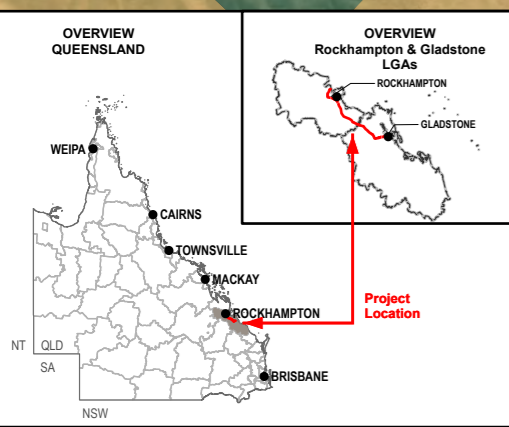 OVERVIEW
QUEENSLAND
OVERVIEW
Rockhampton & Gladstone
LGAs
ROCKHAMPTON
GLADSTONE
WEIPA
CAIRNS
TOWNSVILLE
MACKAY
Project
Location
ROCKHAMPTON
NT QLD
SA
BRISBANE
NSW